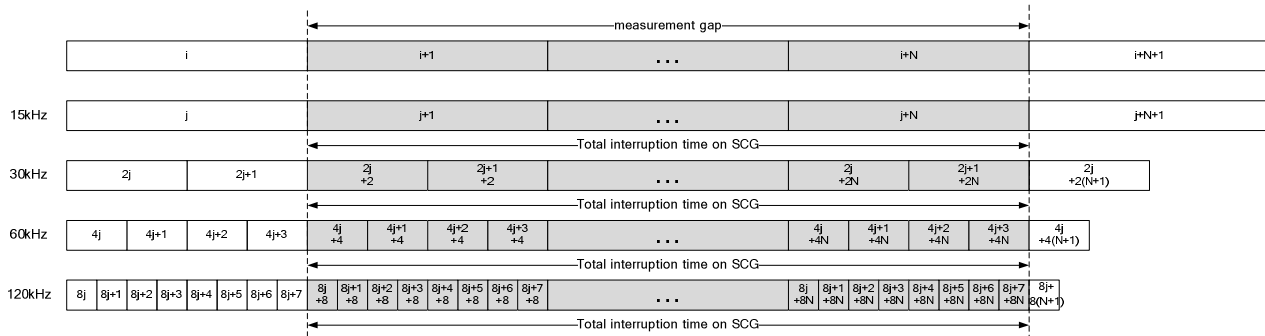 measurement gap
i i+1 ... i+N i+N+1
15kHz j j+1 ... j+N j+N+1
Total interruption time on SCG
30kHz 2j 2j+1 2j +2 2j+1 +2 ... 2j +2N 2j+1 +2N 2j +2(N+1)
Total interruption time on SCG
60kHz 4j 4j+1 4j+2 4j+3 4j +4 4j+1 +4 4j+2 +4 4j+3 +4 ... 4j +4N 4j+1 +4N 4j+2 +4N 4j+3 +4N 4j +4(N+1)
Total interruption time on SCG
120kHz 8j 8j+1 8j+2 8j+3 8j+4 8j+5 8j+6 8j+7 8j +8 8j+1 +8 8j+2 +8 8j+3 +8 8j+4 +8 8j+5 +8 8j+6 +8 8j+7 +8 ... 8j +8N 8j+1 +8N 8j+2 +8N 8j+3 +8N 8j+4 +8N 8j+5 +8N 8j+6 +8N 8j+7 +8N 8j+ 8(N+1)
Total interruption time on SCG